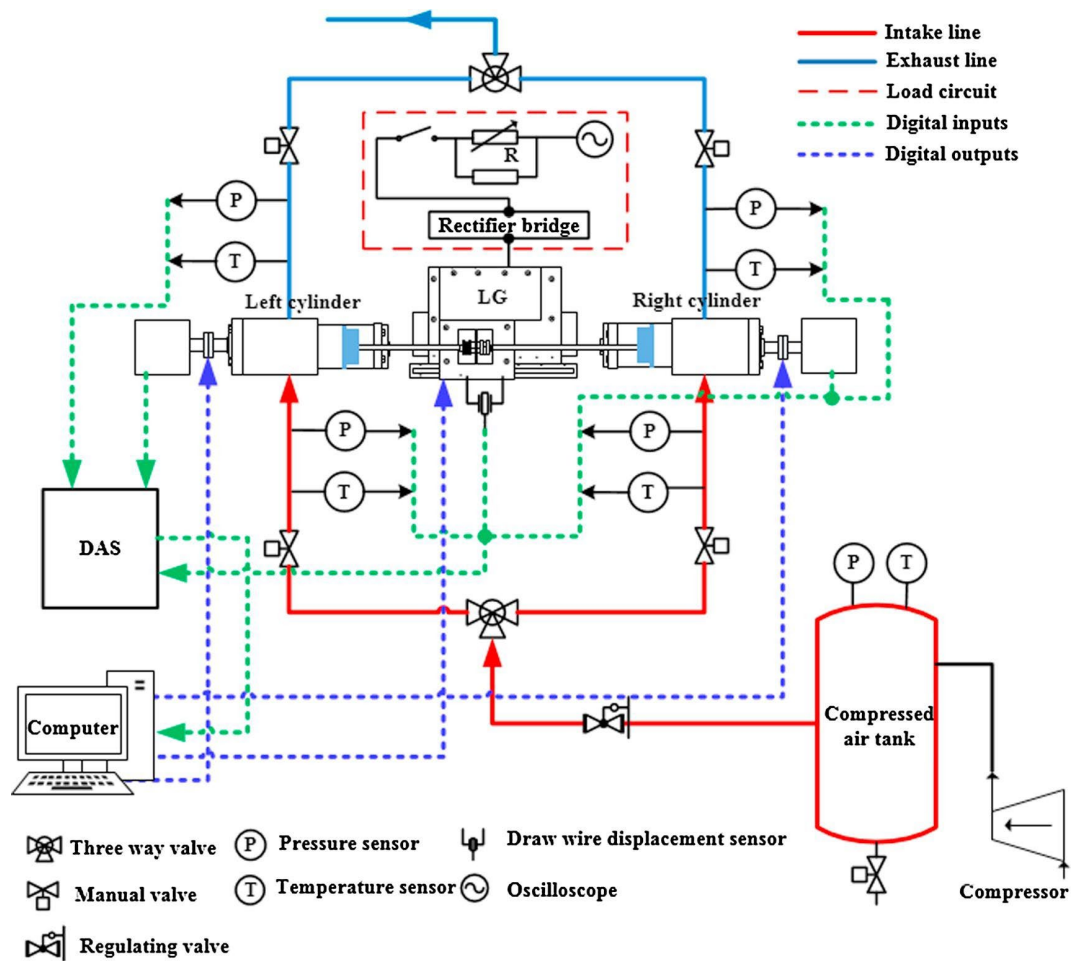 Intake line
Exhaust line
Load circuit
Digital inputs
Digital outputs
R
Rectifier bridge
P
P
T
T
LG
Left cylinder
Right cylinder
P
P
T
T
DAS
P
T
Computer
Compressed
air tank
Three way valve
P
Pressure sensor
Draw wire displacement sensor
Manual valve
T
Temperature sensor
Oscilloscope
Compressor
Regulating valve